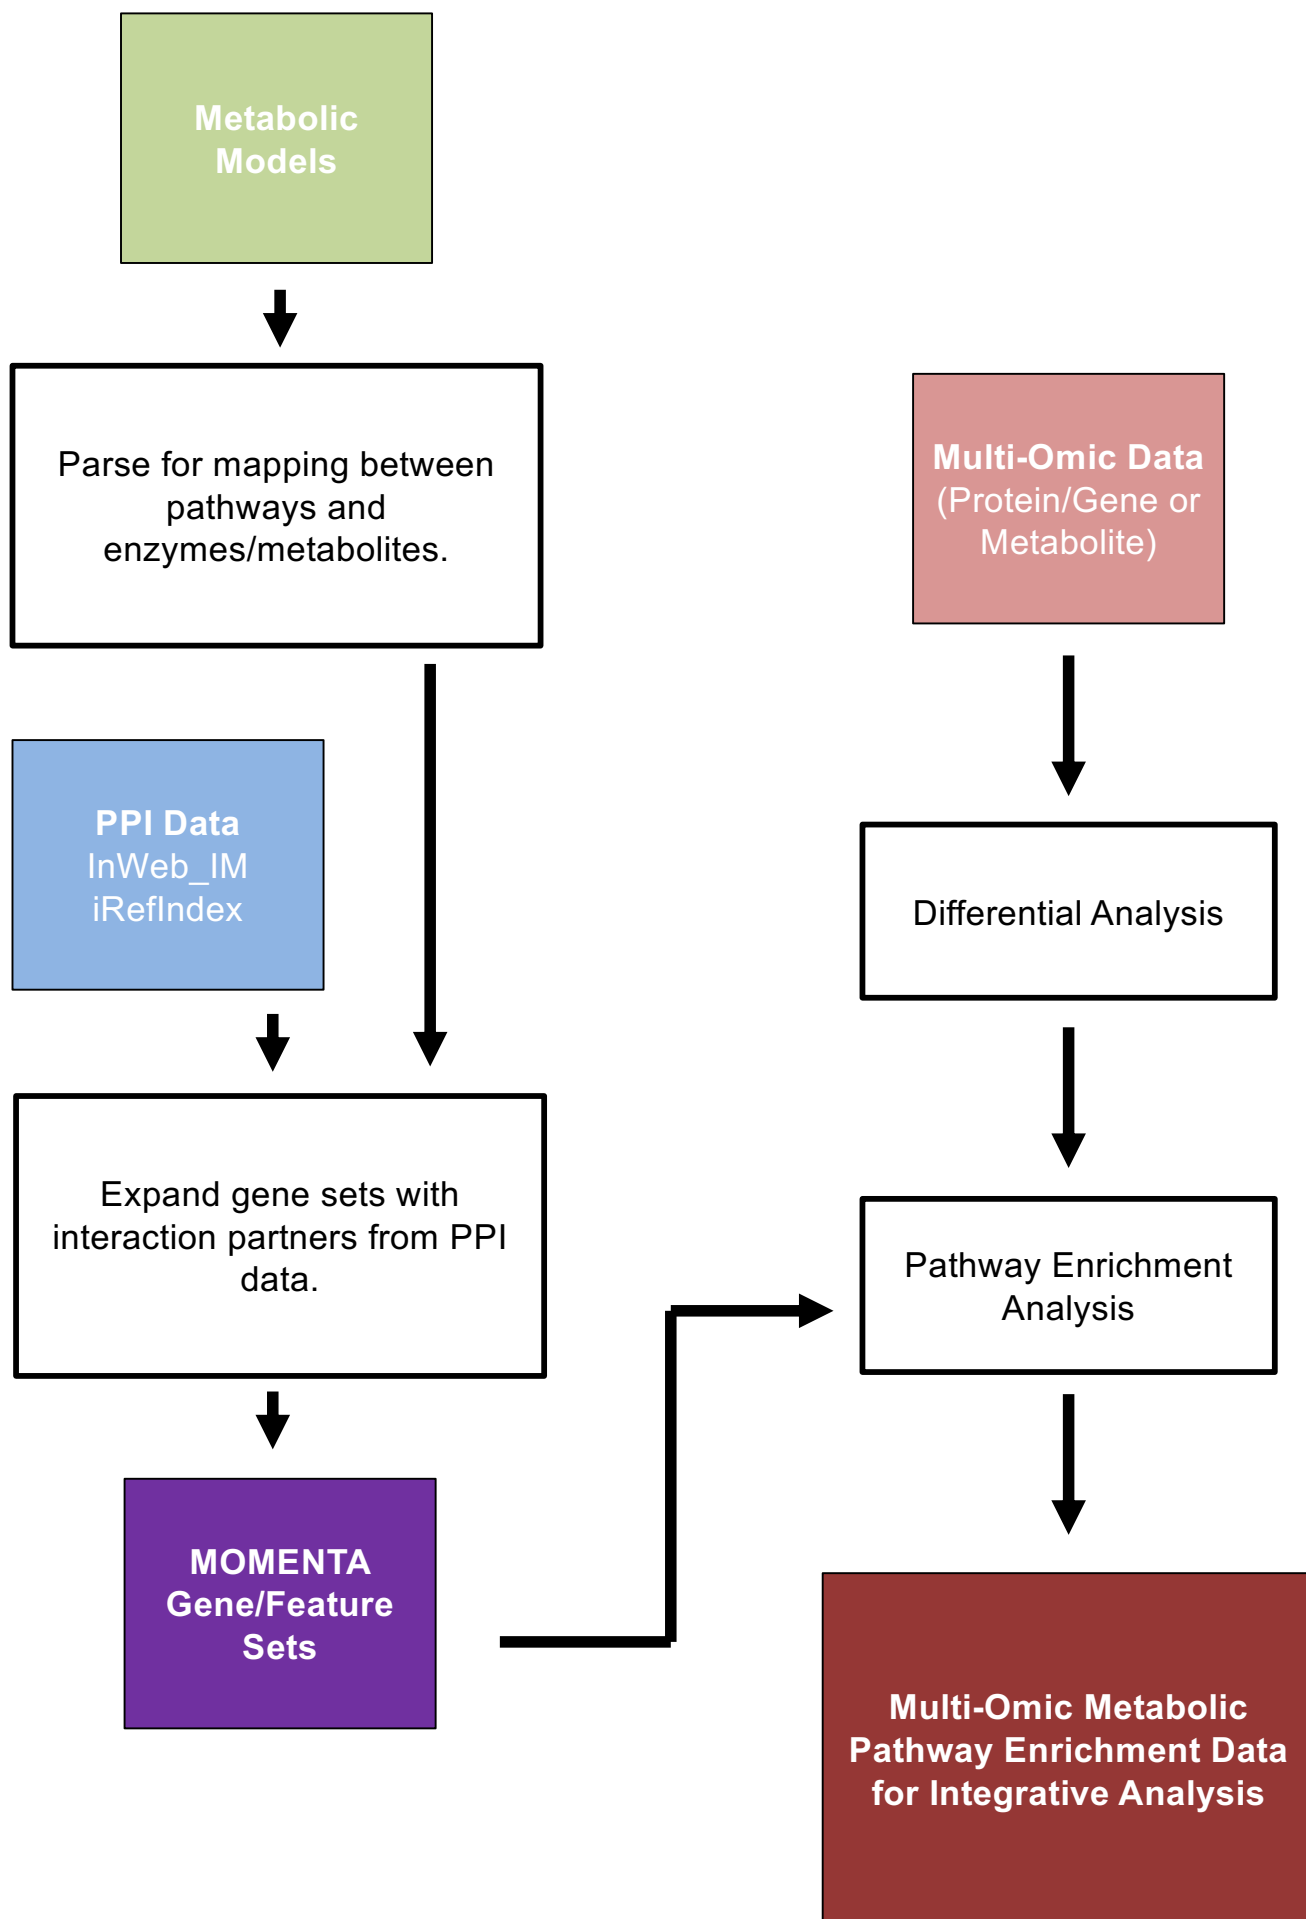 Metabolic
Models
Parse for mapping between
pathways and
enzymes/metabolites.
PPI Data
InWeb_IM
iRefIndex
Expand gene sets with
interaction partners from PPI
data.
MOMENTA
Gene/Feature
Sets
Multi-Omic Data
(Protein/Gene or
Metabolite)
Differential Analysis
Pathway Enrichment
Analysis
Multi-Omic Metabolic
Pathway Enrichment Data
for Integrative Analysis